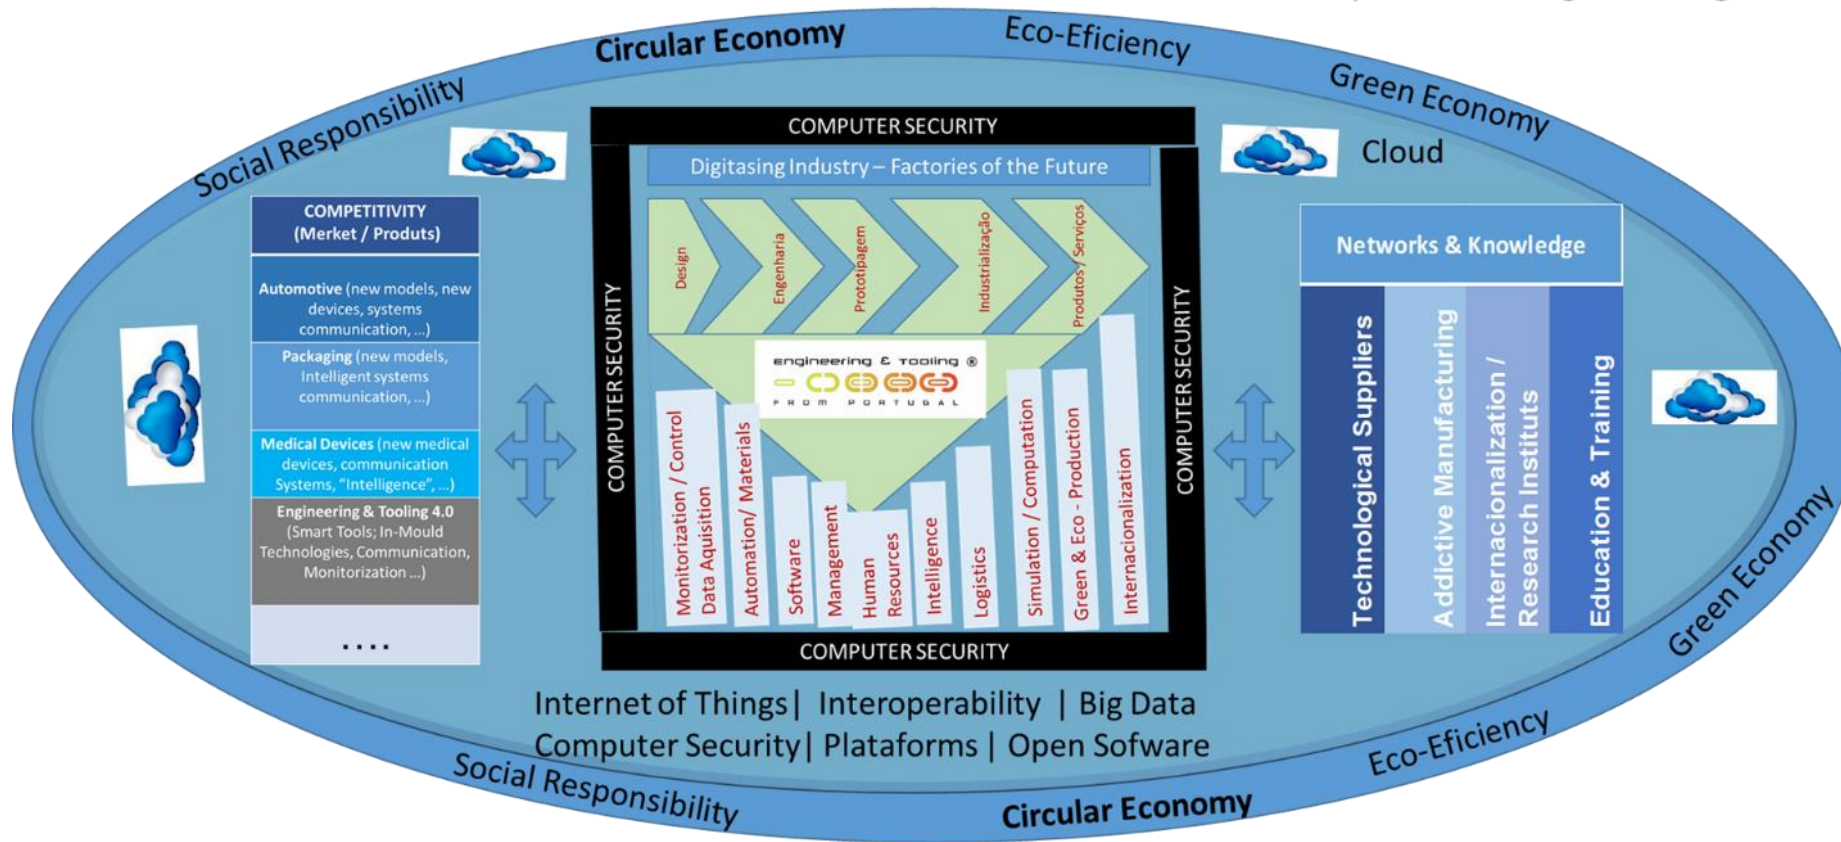 Circular Economy
Eco-Eficiency
Green Economy
Social Responsibility
COMPUTER SECURITY
Cloud
Digitasing Industry – Factories of the Future
COMPETITIVITY
(Merket / Produts)
Automotive (new models, new
devices, systems
communication, ...)
Packaging (new models,
Intelligent systems
communication, ...)
Medical Devices (new medical
devices, communication
Systems, "Intelligence", ...)
Engineering & Tooling 4.0
(Smart Tools; In-Mould
Technologies, Communication,
Monitorization ...)
....
COMPUTER SECURITY
Design
Engenharia
Prototipagem
Industrialização
Produtos / Serviços
engineering & tooling ®
FROM PORTUGAL
Monitorization / Control
Data Aquisition
Automation/ Materials
Software
Management
Human
Resources
Intelligence
Logistics
Simulation / Computation
Green & Eco - Production
Internacionalization
COMPUTER SECURITY
Networks & Knowledge
Technological Suppliers
Addictive Manufacturing
Internacionalization /
Research Instituts
Education & Training
COMPUTER SECURITY
Internet of Things| Interoperability | Big Data
Computer Security| Plataforms | Open Sofware
Social Responsibility
Circular Economy
Eco-Eficiency
Green Economy